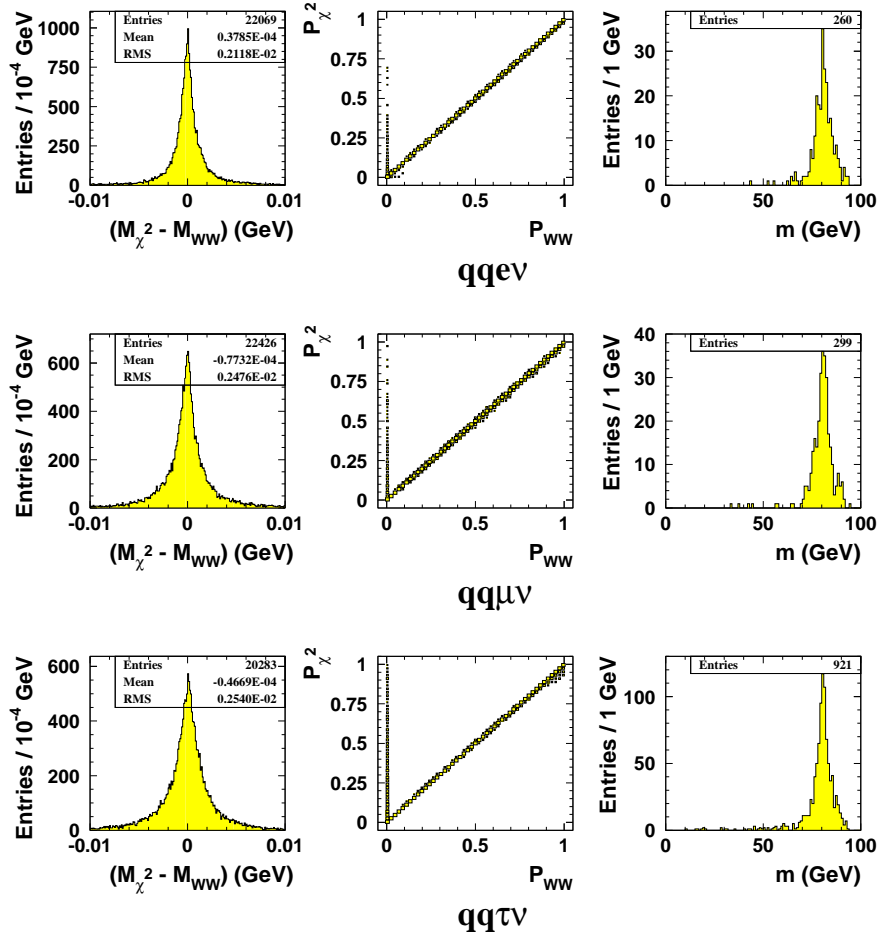 Entries / 10⁻⁴ GeV
Entries 22069
Mean 0.3785E-04
RMS 0.2118E-02
1000
750
500
250
0
-0.01 0 0.01
(M_χ² - M_WW) (GeV)
P_χ²
1
0.75
0.5
0.25
0
0 0.5 1
P_WW
Entries / 1 GeV
Entries 260
30
20
10
0
0 50 100
m (GeV)
qqeν
Entries / 10⁻⁴ GeV
Entries 22426
Mean -0.7732E-04
RMS 0.2476E-02
600
400
200
0
-0.01 0 0.01
(M_χ² - M_WW) (GeV)
P_χ²
1
0.75
0.5
0.25
0
0 0.5 1
P_WW
Entries / 1 GeV
Entries 299
40
30
20
10
0
0 50 100
m (GeV)
qqμν
Entries / 10⁻⁴ GeV
Entries 20283
Mean -0.4669E-04
RMS 0.2540E-02
600
400
200
0
-0.01 0 0.01
(M_χ² - M_WW) (GeV)
P_χ²
1
0.75
0.5
0.25
0
0 0.5 1
P_WW
Entries / 1 GeV
Entries 921
100
50
0
0 50 100
m (GeV)
qqτν